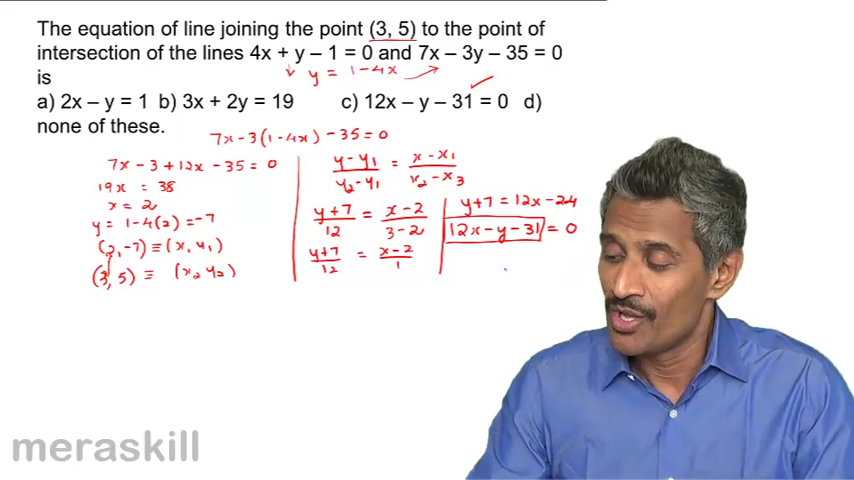 The equation of line joining the point (3, 5) to the point of
intersection of the lines 4x + y – 1 = 0 and 7x – 3y – 35 = 0
is
y = 1 – 4x
a) 2x – y = 1 b) 3x + 2y = 19 c) 12x – y – 31 = 0 d)
none of these.
7x – 3(1 – 4x) – 35 = 0
7x – 3 + 12x – 35 = 0
19x = 38
x = 2
y = 1 – 4(2) = –7
(2, –7) ≡ (x, y₁)
(3, 5) ≡ (x₂ y₂)
y – y₁ / y₂ – y₁ = x – x₁ / x₂ – x₃
y + 7 / 12 = x – 2 / 3 – 2
y + 7 / 12 = x – 2 / 1
y + 7 = 12x – 24
12x – y – 31 = 0
meraskill